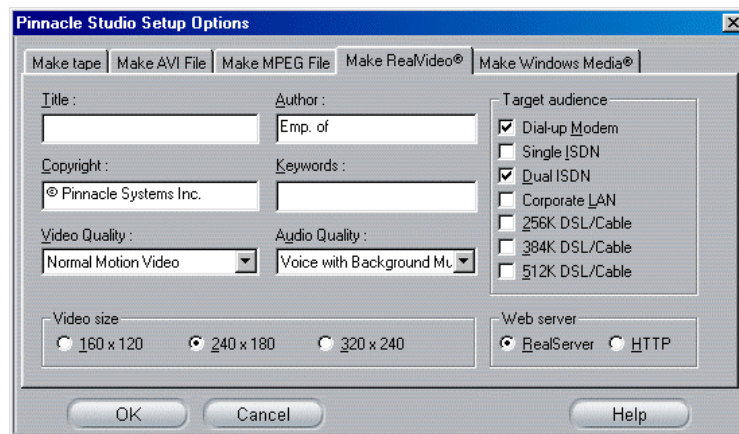 Pinnacle Studio Setup Options
Make tape Make AVI File Make MPEG File Make RealVideo® Make Windows Media®
Title :
Author :
Emp. of
Copyright :
© Pinnacle Systems Inc.
Keywords :
Video Quality :
Normal Motion Video
Audio Quality :
Voice with Background Mu
Target audience
Dial-up Modem
Single ISDN
Dual ISDN
Corporate LAN
256K DSL/Cable
384K DSL/Cable
512K DSL/Cable
Video size
160 x 120 240 x 180 320 x 240
Web server
RealServer HTTP
OK Cancel Help